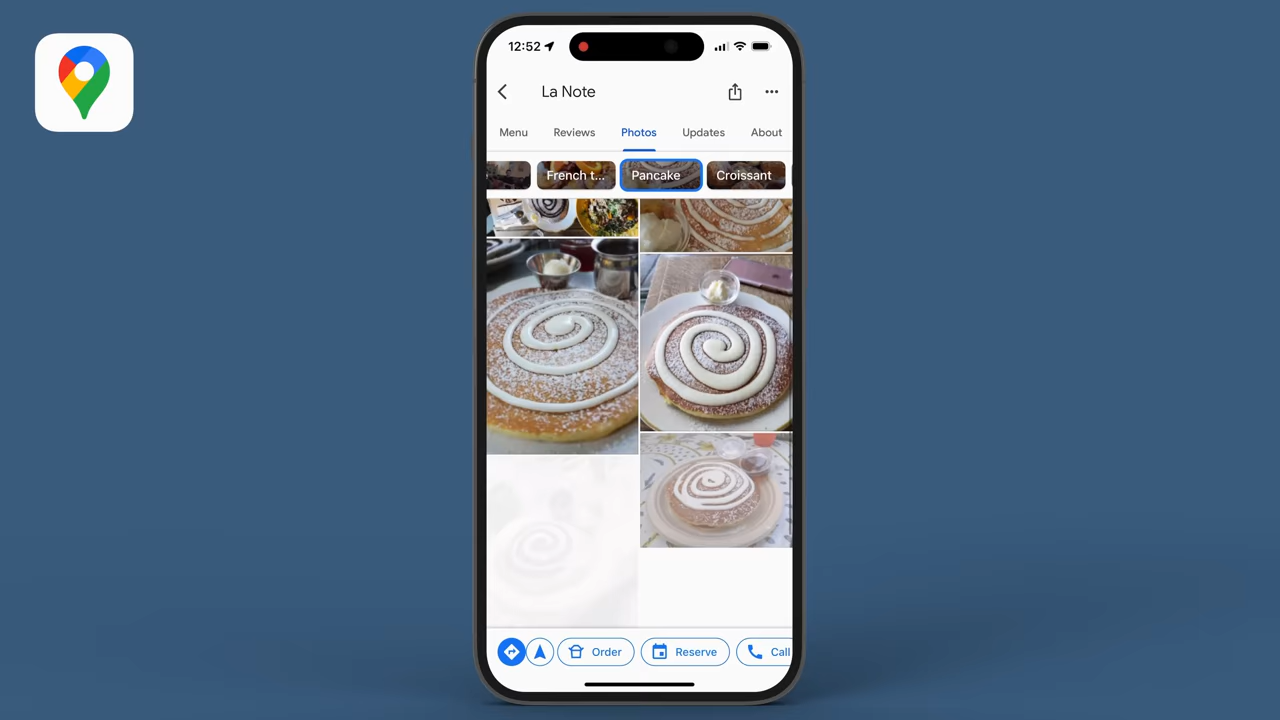 12:52
La Note
Menu Reviews Photos Updates About
French t... Pancake Croissant
Order Reserve Call